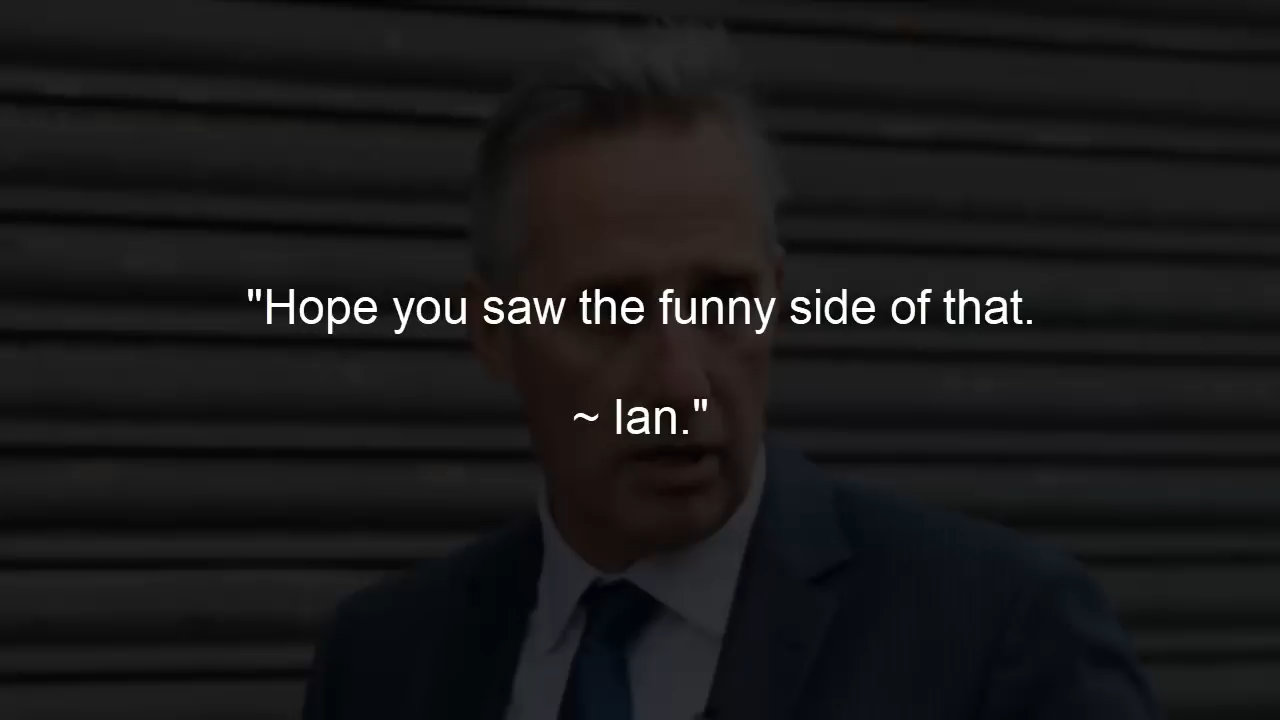 "Hope you saw the funny side of that.
~ Ian."